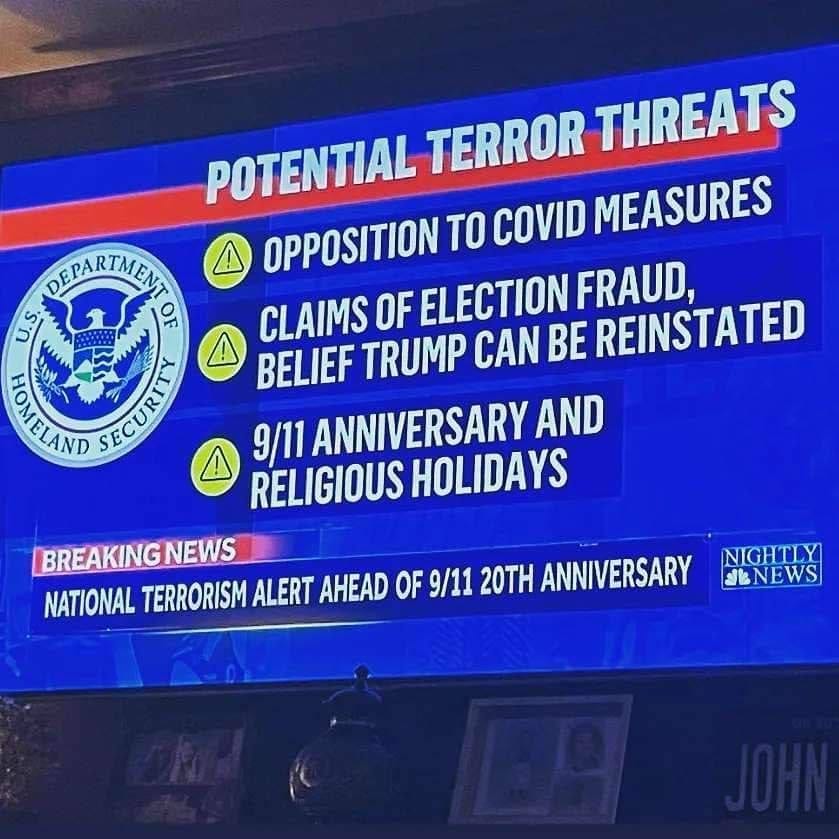 POTENTIAL TERROR THREATS
OPPOSITION TO COVID MEASURES
CLAIMS OF ELECTION FRAUD,
BELIEF TRUMP CAN BE REINSTATED
9/11 ANNIVERSARY AND
RELIGIOUS HOLIDAYS
U.S. DEPARTMENT OF HOMELAND SECURITY
BREAKING NEWS
NATIONAL TERRORISM ALERT AHEAD OF 9/11 20TH ANNIVERSARY
NIGHTLY
NEWS
JOHN